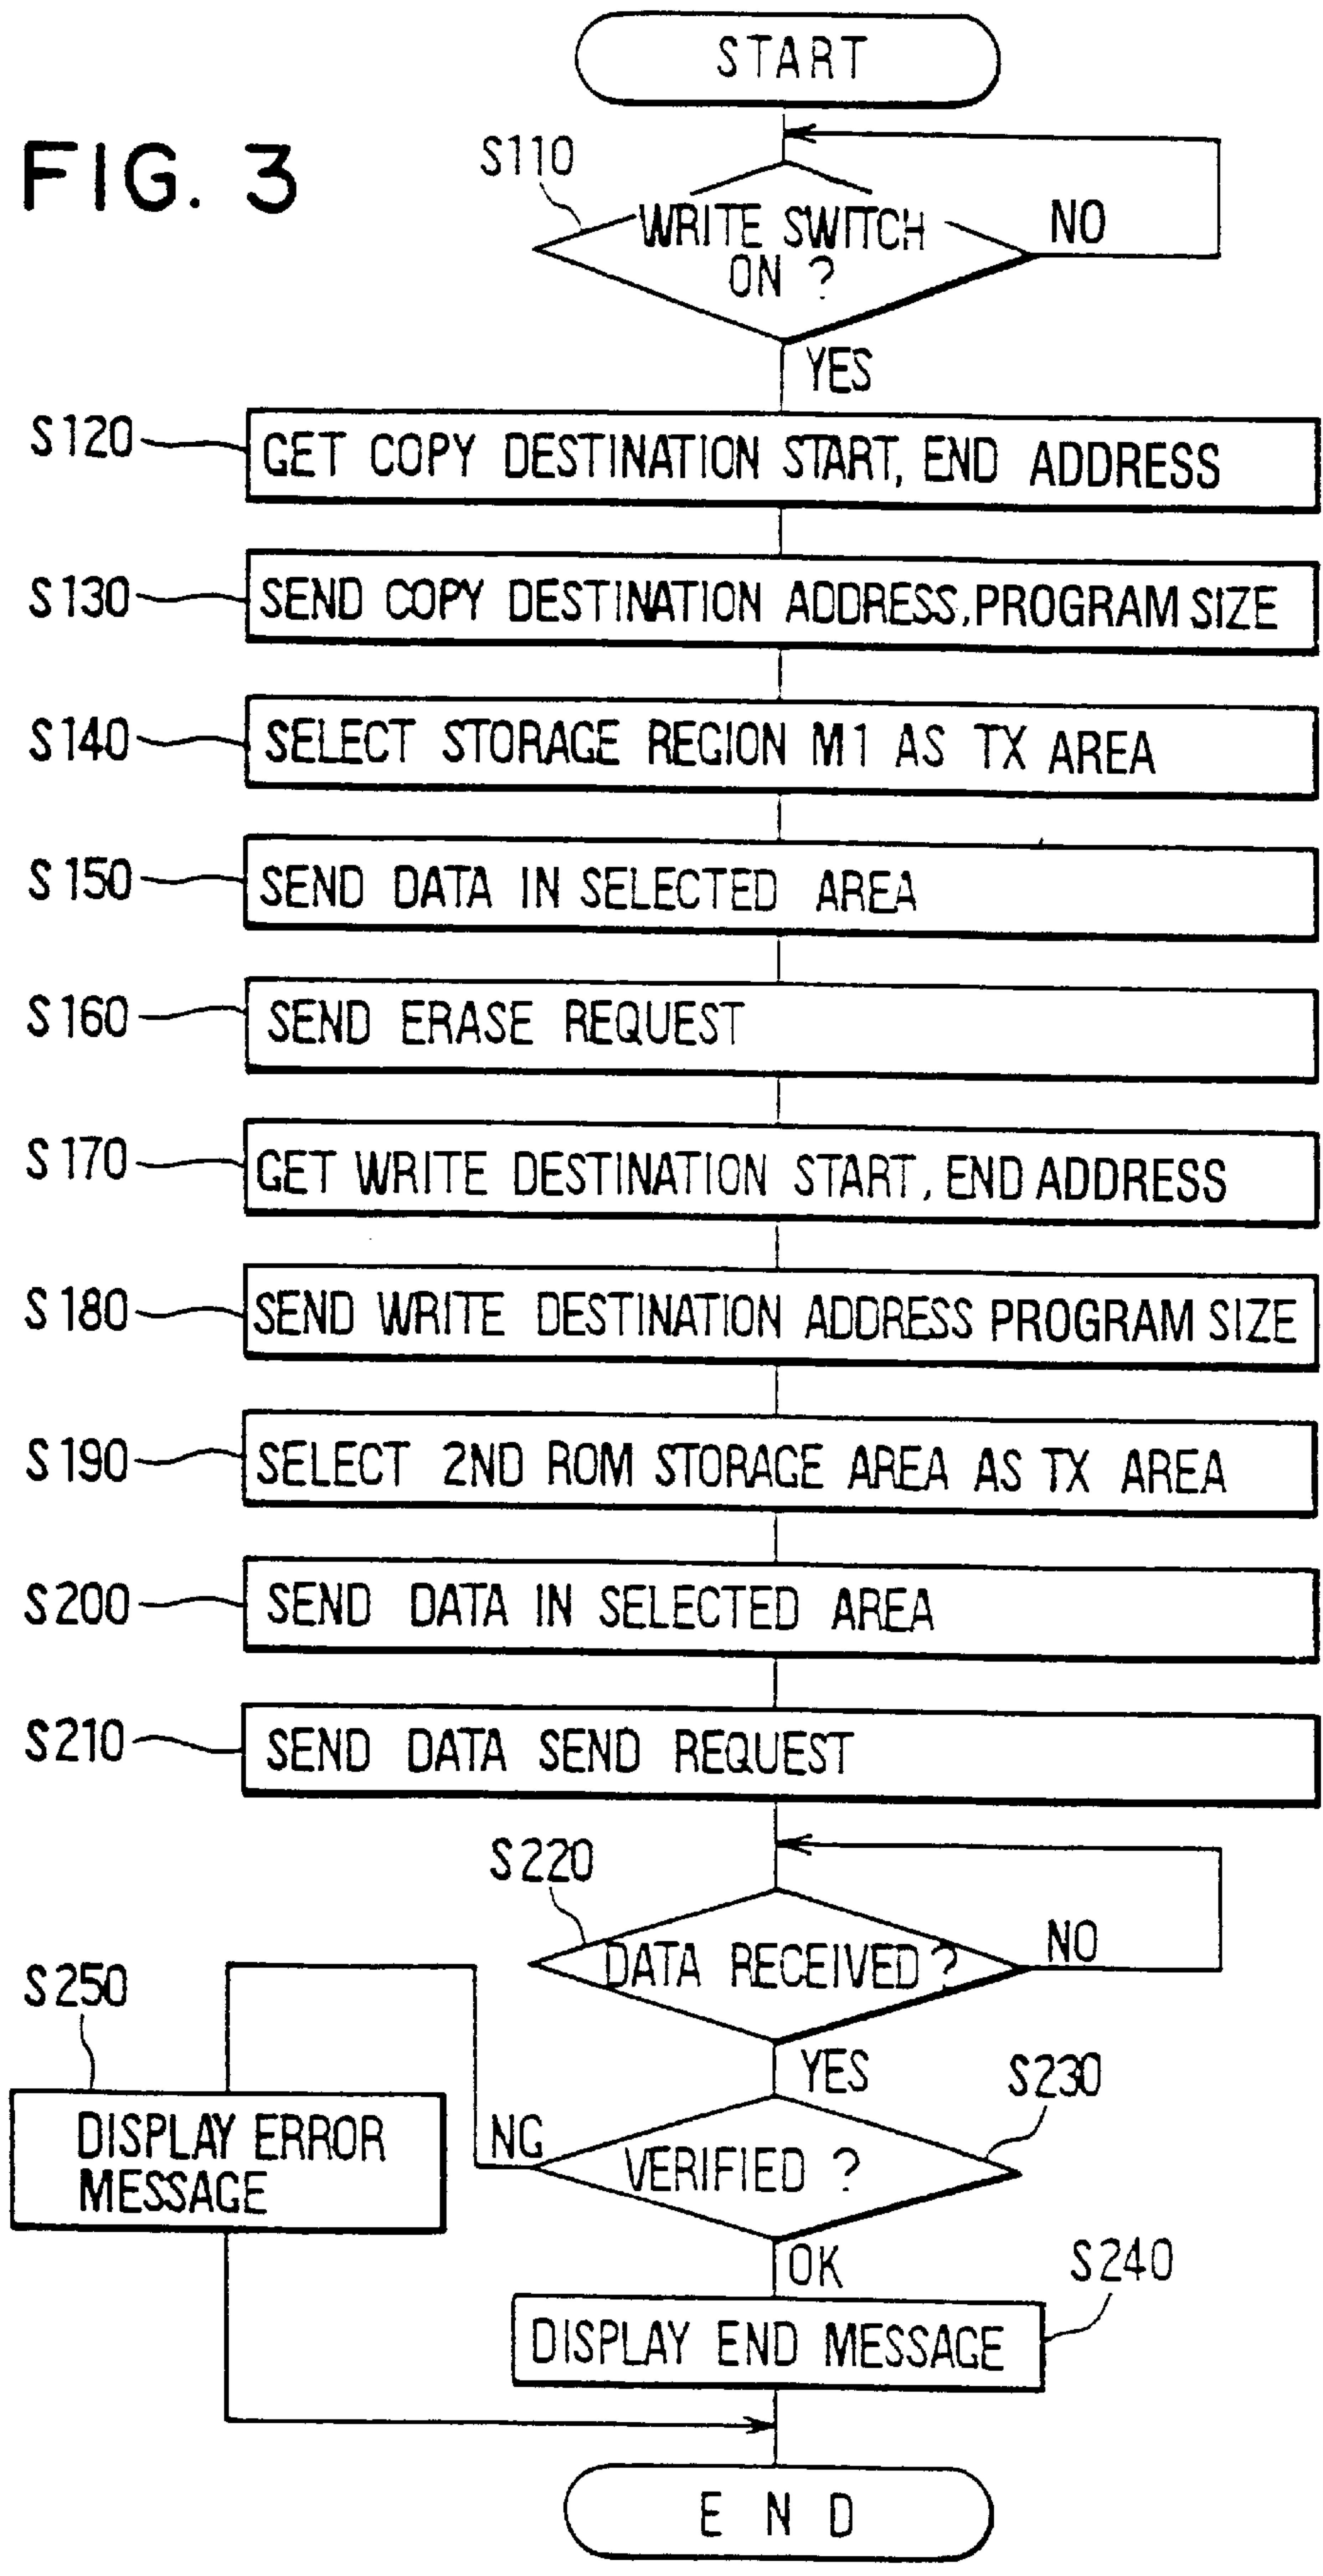 START
FIG. 3
S110
WRITE SWITCH
ON ?
NO
YES
S120
GET COPY DESTINATION START, END ADDRESS
S130
SEND COPY DESTINATION ADDRESS, PROGRAM SIZE
S140
SELECT STORAGE REGION M1 AS TX AREA
S150
SEND DATA IN SELECTED AREA
S160
SEND ERASE REQUEST
S170
GET WRITE DESTINATION START, END ADDRESS
S180
SEND WRITE DESTINATION ADDRESS PROGRAM SIZE
S190
SELECT 2ND ROM STORAGE AREA AS TX AREA
S200
SEND DATA IN SELECTED AREA
S210
SEND DATA SEND REQUEST
S220
DATA RECEIVED ?
NO
YES
S250
DISPLAY ERROR
MESSAGE
S230
NG
VERIFIED ?
OK
S240
DISPLAY END MESSAGE
END